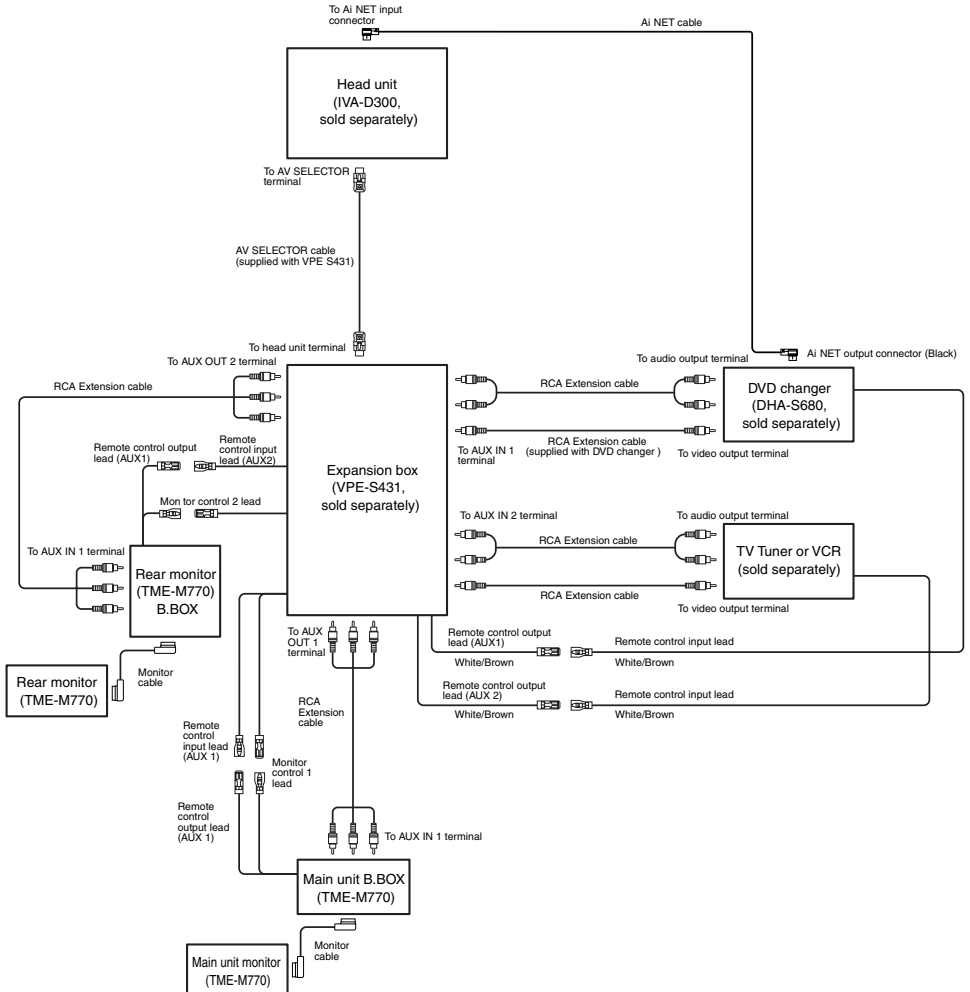 To Ai NET input
connector
Ai NET cable
Head unit
(IVA-D300,
sold separately)
To AV SELECTOR
terminal
AV SELECTOR cable
(supplied with VPE S431)
To head unit terminal
Ai NET output connector (Black)
To AUX OUT 2 terminal
RCA Extension cable
To audio output terminal
RCA Extension cable
DVD changer
(DHA-S680,
sold separately)
RCA Extension cable
(supplied with DVD changer )
To AUX IN 1
terminal
To video output terminal
Remote control output
lead (AUX1)
Remote
control input
lead (AUX2)
Expansion box
(VPE-S431,
sold separately)
Mon tor control 2 lead
To AUX IN 2 terminal
To audio output terminal
RCA Extension cable
TV Tuner or VCR
(sold separately)
To AUX IN 1 terminal
Rear monitor
(TME-M770)
B.BOX
RCA Extension cable
To video output terminal
To AUX
OUT 1
terminal
Remote control output
lead (AUX1)
White/Brown
Remote control input lead
White/Brown
Monitor
cable
Rear monitor
(TME-M770)
Remote control output
lead (AUX 2)
White/Brown
Remote control input lead
White/Brown
RCA
Extension
cable
Remote
control
input lead
(AUX 1)
Monitor
control 1
lead
Remote
control
output lead
(AUX 1)
To AUX IN 1 terminal
Main unit B.BOX
(TME-M770)
Monitor
cable
Main unit monitor
(TME-M770)